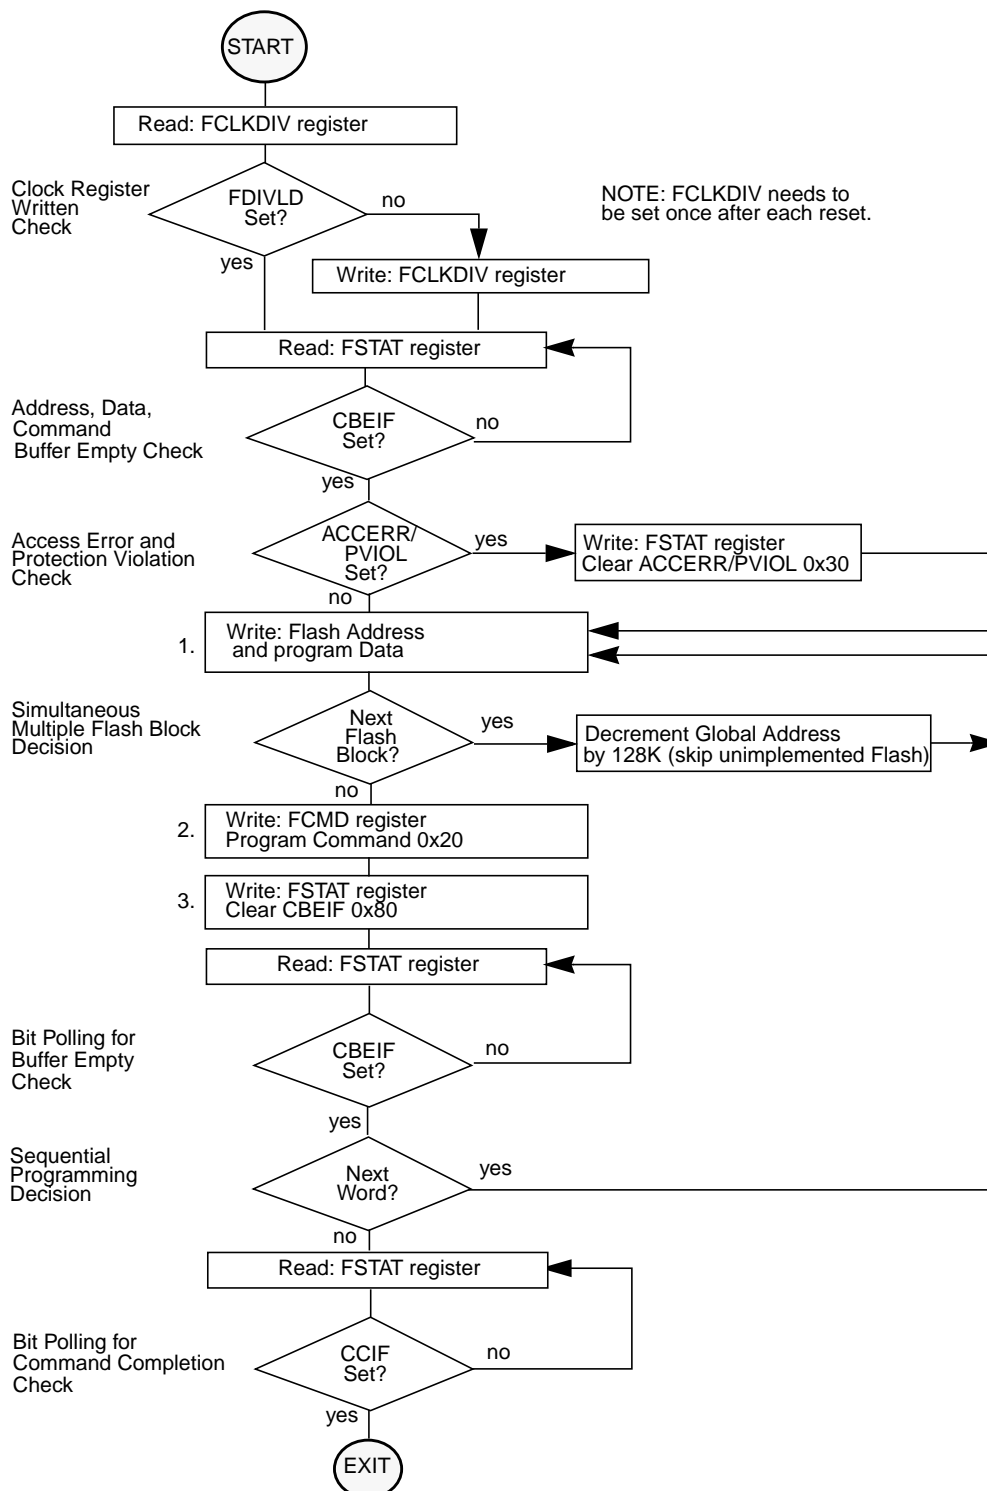 START
Read: FCLKDIV register
Clock Register
Written
Check
FDIVLD
Set?
no
NOTE: FCLKDIV needs to
be set once after each reset.
yes
Write: FCLKDIV register
Read: FSTAT register
Address, Data,
Command
Buffer Empty Check
CBEIF
Set?
no
yes
Access Error and
Protection Violation
Check
ACCERR/
PVIOL
Set?
yes
Write: FSTAT register
Clear ACCERR/PVIOL 0x30
no
1.
Write: Flash Address
and program Data
Simultaneous
Multiple Flash Block
Decision
Next
Flash
Block?
yes
Decrement Global Address
by 128K (skip unimplemented Flash)
no
2.
Write: FCMD register
Program Command 0x20
3.
Write: FSTAT register
Clear CBEIF 0x80
Read: FSTAT register
Bit Polling for
Buffer Empty
Check
CBEIF
Set?
no
yes
Sequential
Programming
Decision
Next
Word?
yes
no
Read: FSTAT register
Bit Polling for
Command Completion
Check
CCIF
Set?
no
yes
EXIT